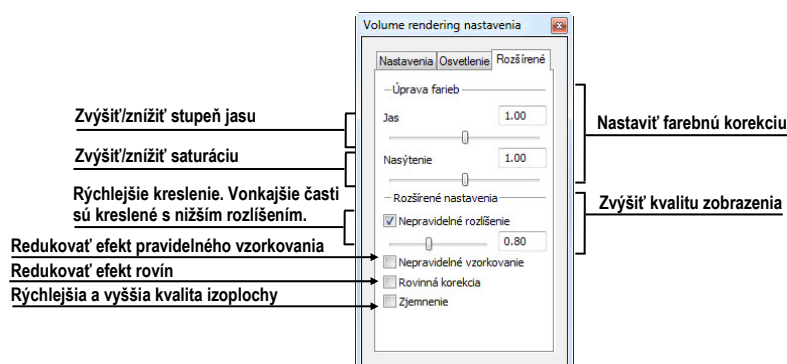 Volume rendering nastavenia
Nastavenia Osvetlenie Rozšírené
Úprava farieb
Zvýšiť/znížiť stupeň jasu
Jas 1.00
Nastaviť farebnú korekciu
Zvýšiť/znížiť saturáciu
Nasýtenie 1.00
Rýchlejšie kreslenie. Vonkajšie časti
sú kreslené s nižším rozlíšením.
Rozšírené nastavenia
Zvýšiť kvalitu zobrazenia
Nepravidelné rozlíšenie
0.80
Redukovať efekt pravidelného vzorkovania
Nepravidelné vzorkovanie
Redukovať efekt rovín
Rovinná korekcia
Rýchlejšia a vyššia kvalita izoplochy
Zjemnenie